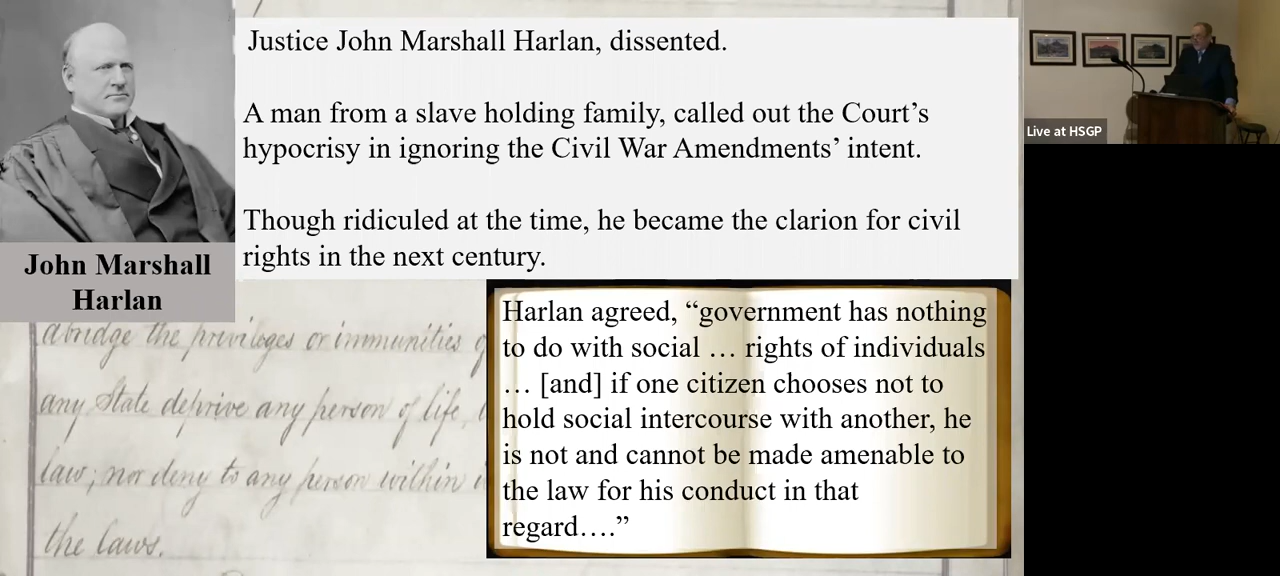 Justice John Marshall Harlan, dissented.
A man from a slave holding family, called out the Court's
hypocrisy in ignoring the Civil War Amendments' intent.
Though ridiculed at the time, he became the clarion for civil
rights in the next century.
John Marshall
Harlan
Harlan agreed, “government has nothing
to do with social … rights of individuals
… [and] if one citizen chooses not to
hold social intercourse with another, he
is not and cannot be made amenable to
the law for his conduct in that
regard….”
abridge the privileges or immunities
any State deprive any person of life,
law; nor deny to any person within
the laws.
Live at HSGP